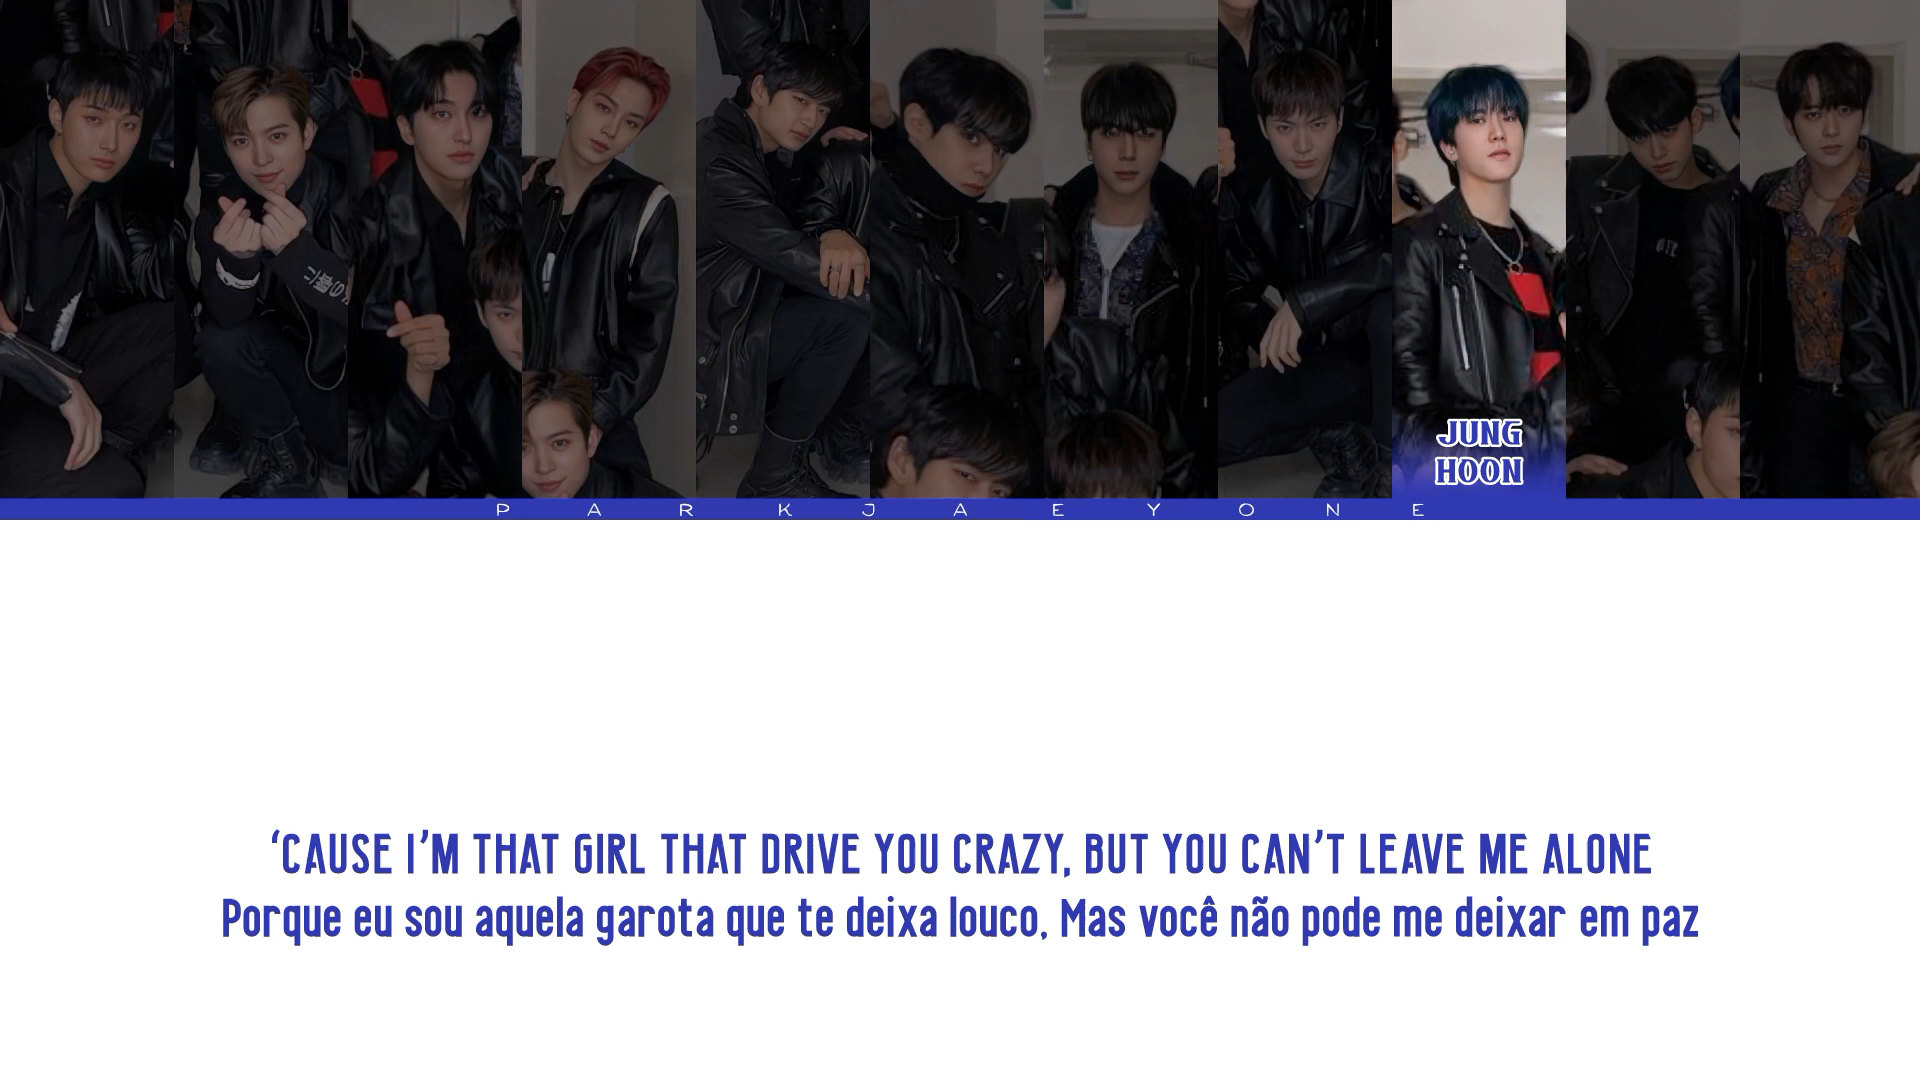 JUNG
HOON
PARKJAEYONE
‘CAUSE I’M THAT GIRL THAT DRIVE YOU CRAZY, BUT YOU CAN’T LEAVE ME ALONE
Porque eu sou aquela garota que te deixa louco, Mas você não pode me deixar em paz